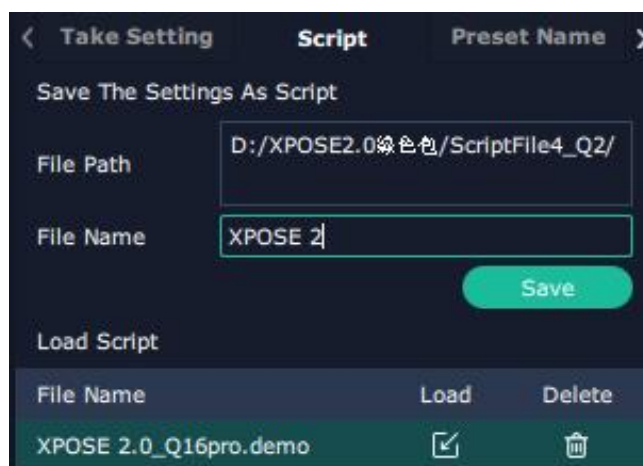 Take Setting Script Preset Name
Save The Settings As Script
File Path D:/XPOSE2.0绿色包/ScriptFile4_Q2/
File Name XPOSE 2
Save
Load Script
File Name Load Delete
XPOSE 2.0_Q16pro.demo